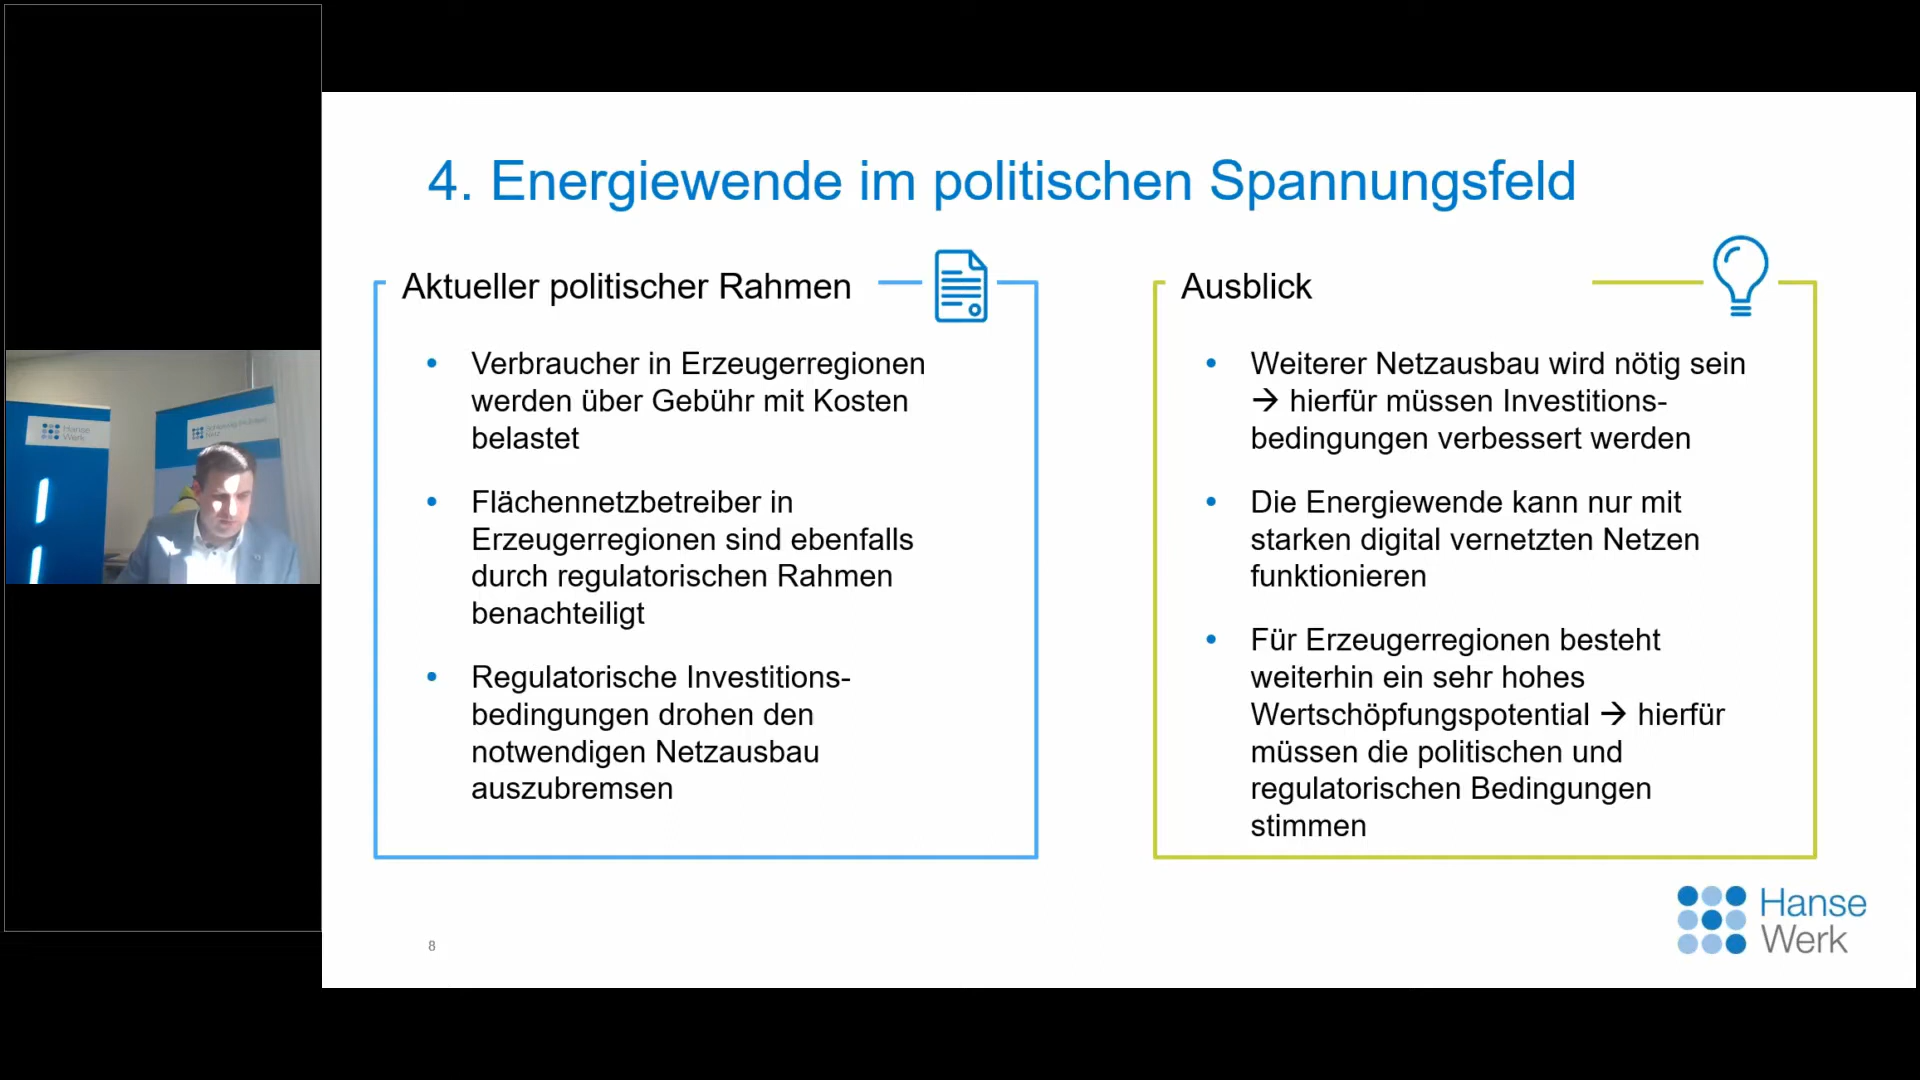 4. Energiewende im politischen Spannungsfeld
Aktueller politischer Rahmen
• Verbraucher in Erzeugerregionen
werden über Gebühr mit Kosten
belastet
• Flächennetzbetreiber in
Erzeugerregionen sind ebenfalls
durch regulatorischen Rahmen
benachteiligt
• Regulatorische Investitions-
bedingungen drohen den
notwendigen Netzausbau
auszubremsen
Ausblick
• Weiterer Netzausbau wird nötig sein
→ hierfür müssen Investitions-
bedingungen verbessert werden
• Die Energiewende kann nur mit
starken digital vernetzten Netzen
funktionieren
• Für Erzeugerregionen besteht
weiterhin ein sehr hohes
Wertschöpfungspotential → hierfür
müssen die politischen und
regulatorischen Bedingungen
stimmen
8
Hanse
Werk
Hanse
Werk